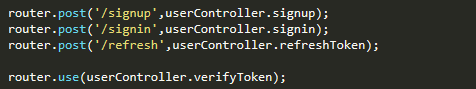 router.post('/signup',userController.signup);
router.post('/signin',userController.signin);
router.post('/refresh',userController.refreshToken);
router.use(userController.verifyToken);